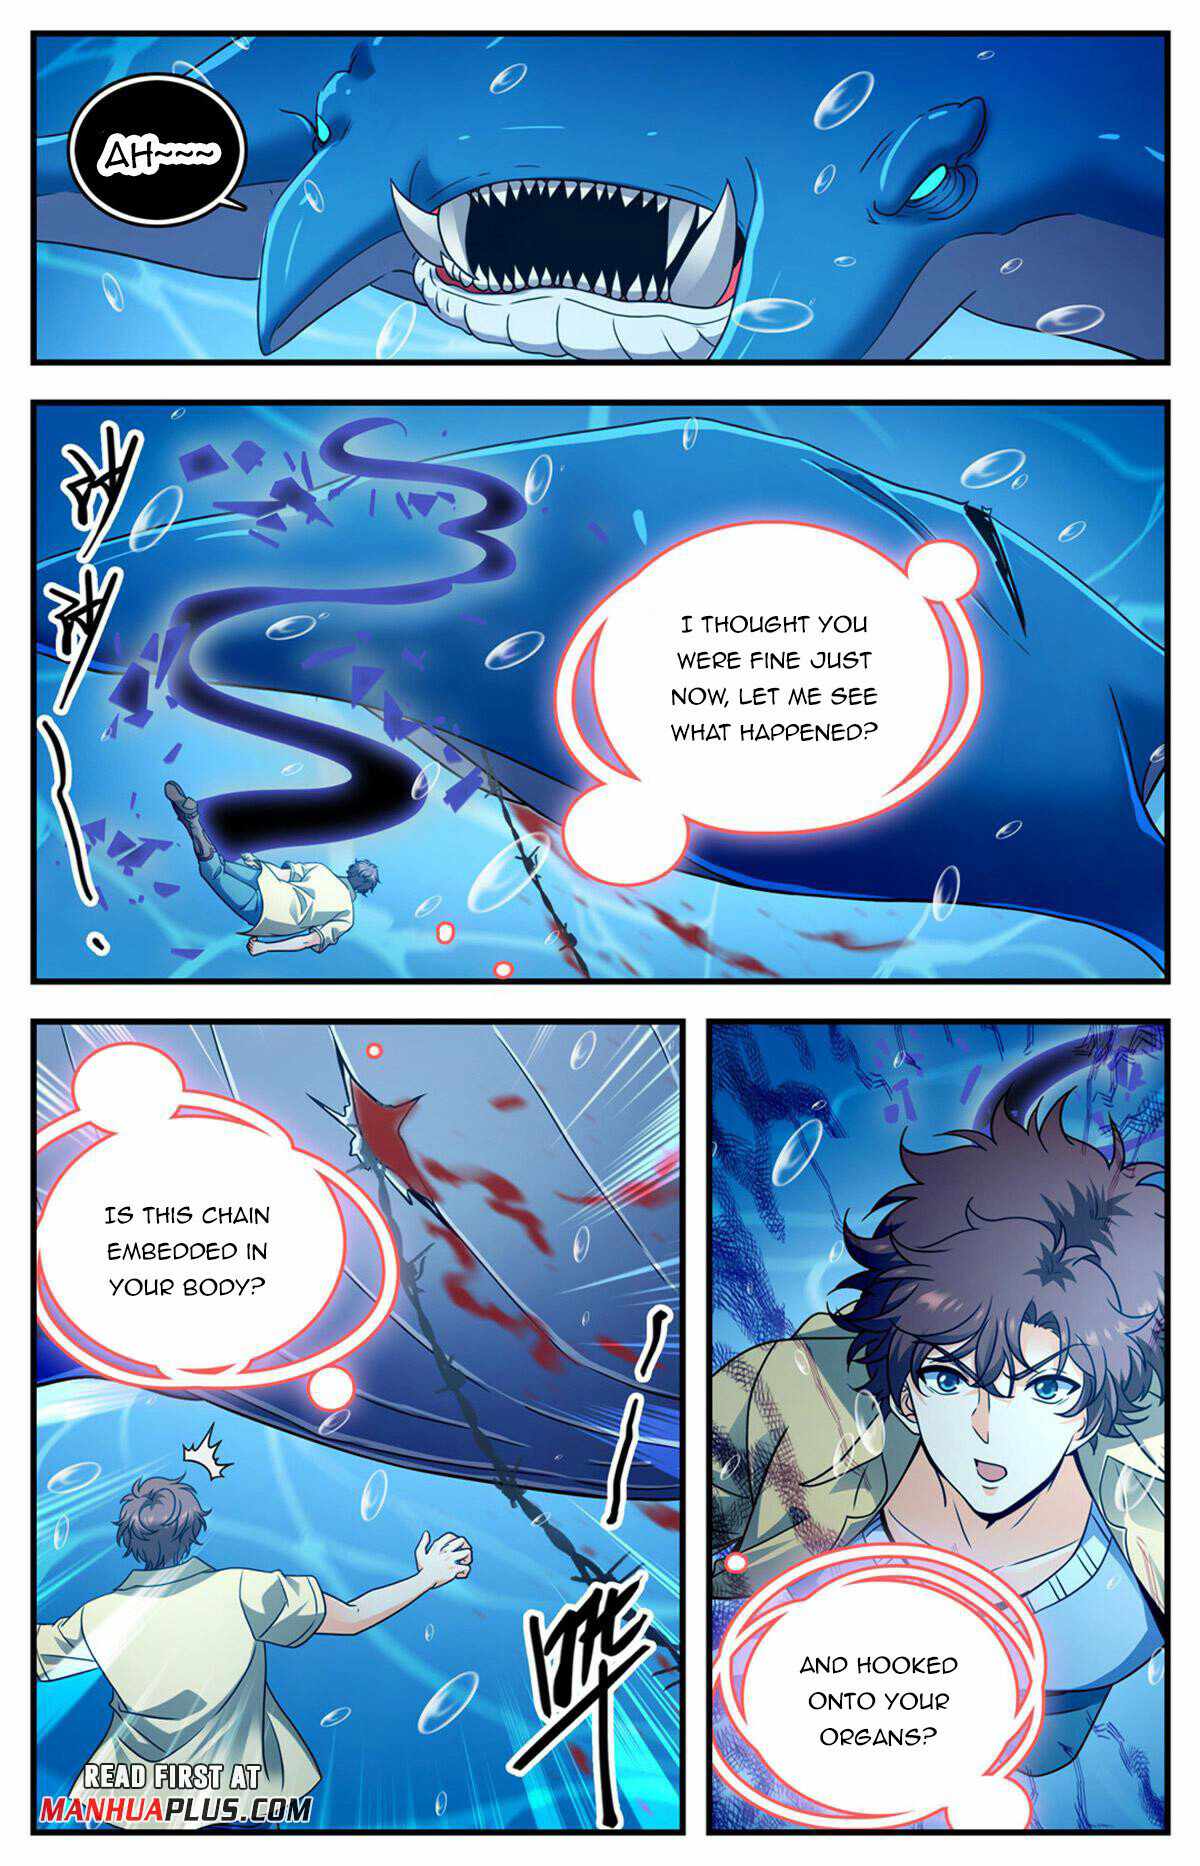 AH~~~~
I THOUGHT YOU
WERE FINE JUST
NOW, LET ME SEE
WHAT HAPPENED?
IS THIS CHAIN
EMBEDDED IN
YOUR BODY?
AND HOOKED
ONTO YOUR
ORGANS?
READ FIRST AT
MANHUAPLUS.COM